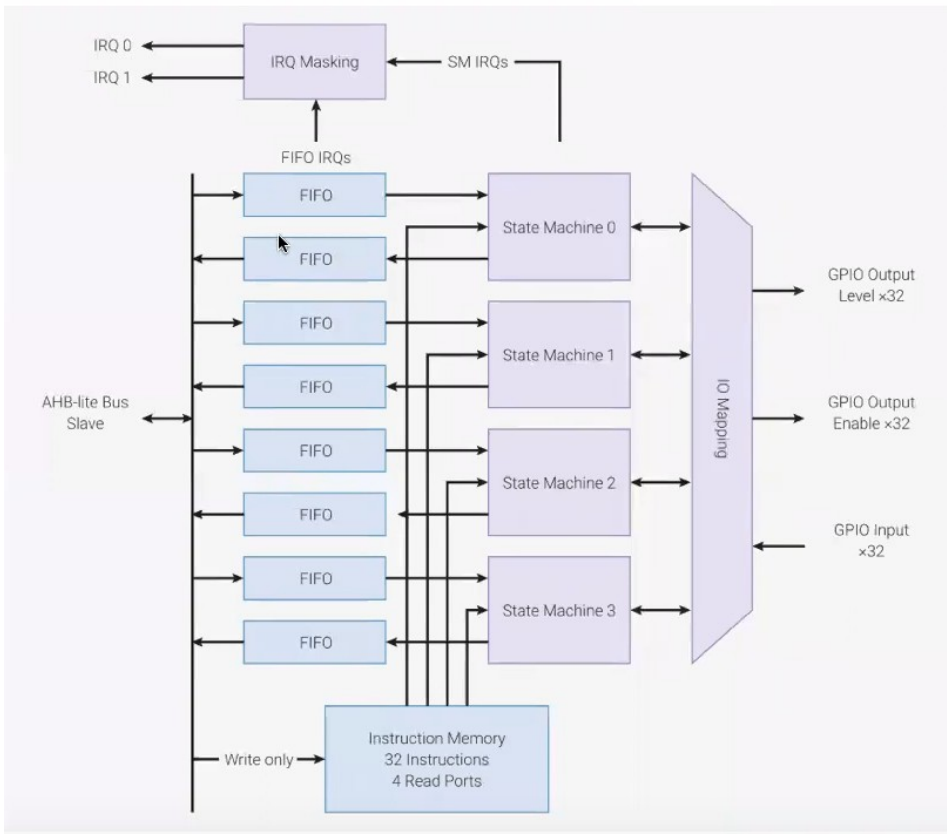 IRQ 0
IRQ 1
IRQ Masking
SM IRQs
FIFO IRQs
FIFO
FIFO
FIFO
FIFO
FIFO
FIFO
FIFO
FIFO
State Machine 0
State Machine 1
State Machine 2
State Machine 3
AHB-lite Bus
Slave
IO Mapping
GPIO Output
Level ×32
GPIO Output
Enable ×32
GPIO Input
×32
Write only
Instruction Memory
32 Instructions
4 Read Ports